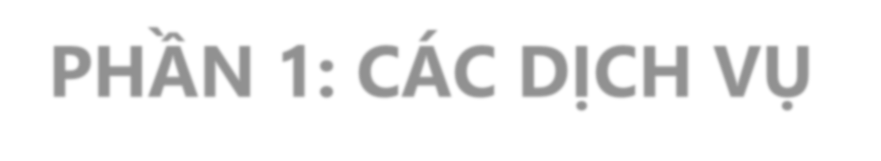 PHẦN 1: CÁC DỊCH VỤ